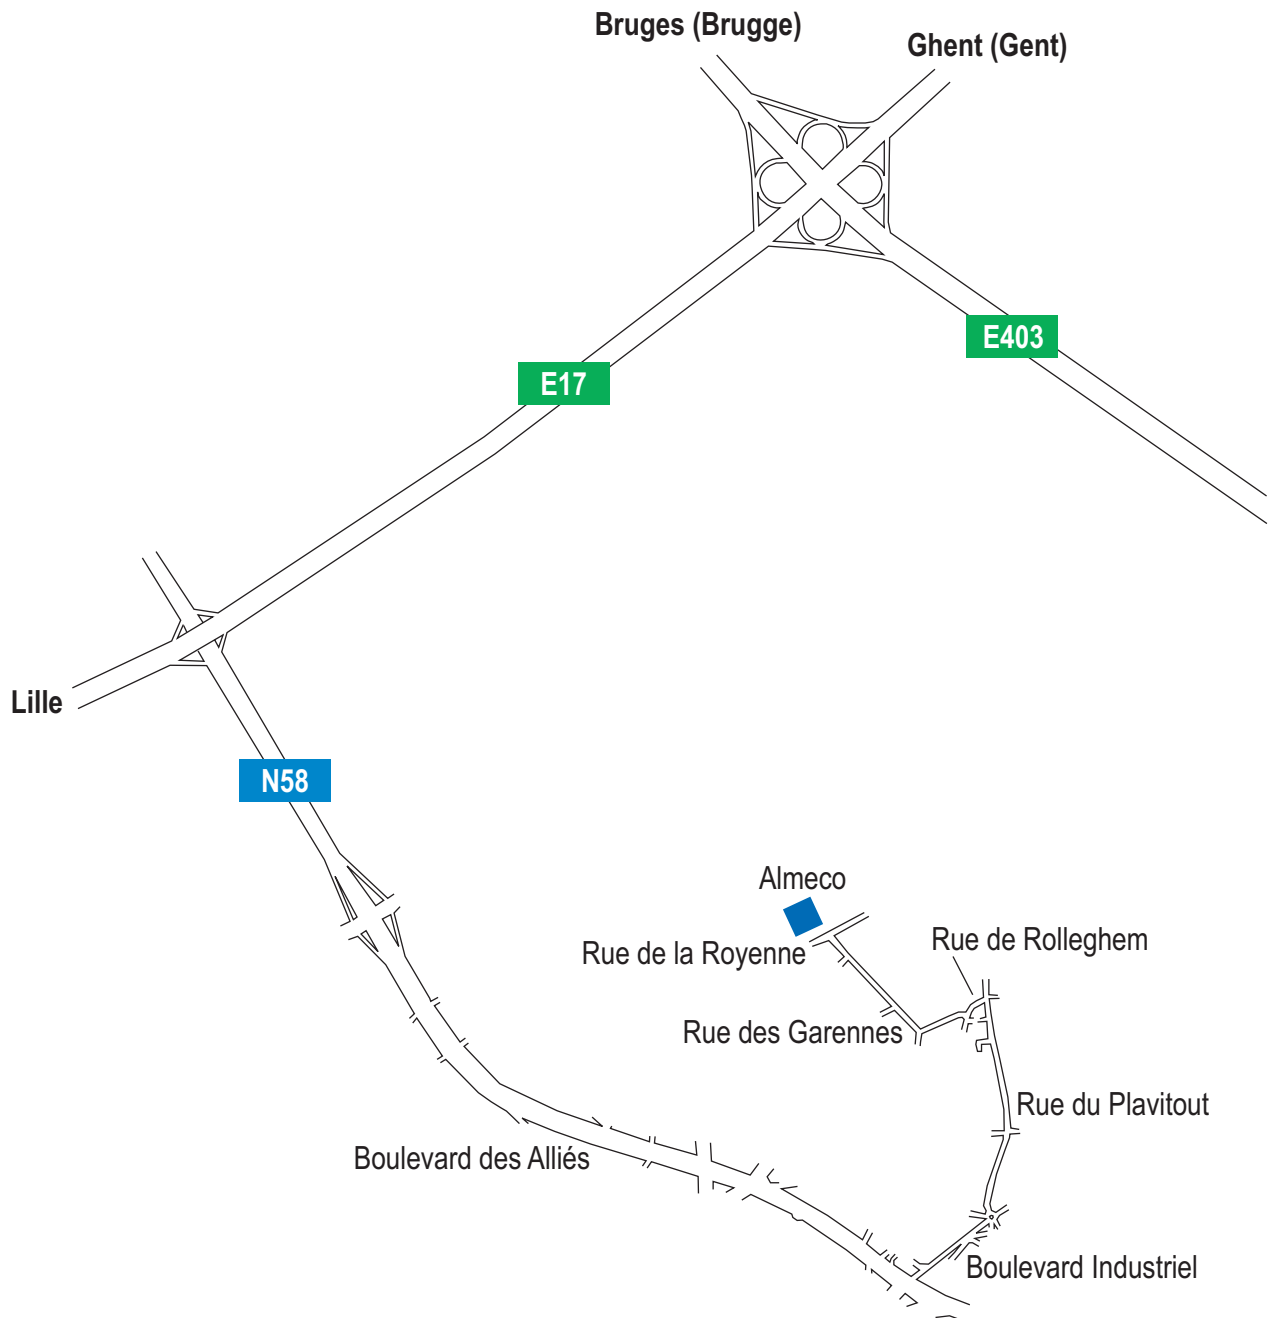 Bruges (Brugge)
Ghent (Gent)
E403
E17
Lille
N58
Almeco
Rue de la Royenne
Rue de Rolleghem
Rue des Garennes
Rue du Plavitout
Boulevard des Alliés
Boulevard Industriel